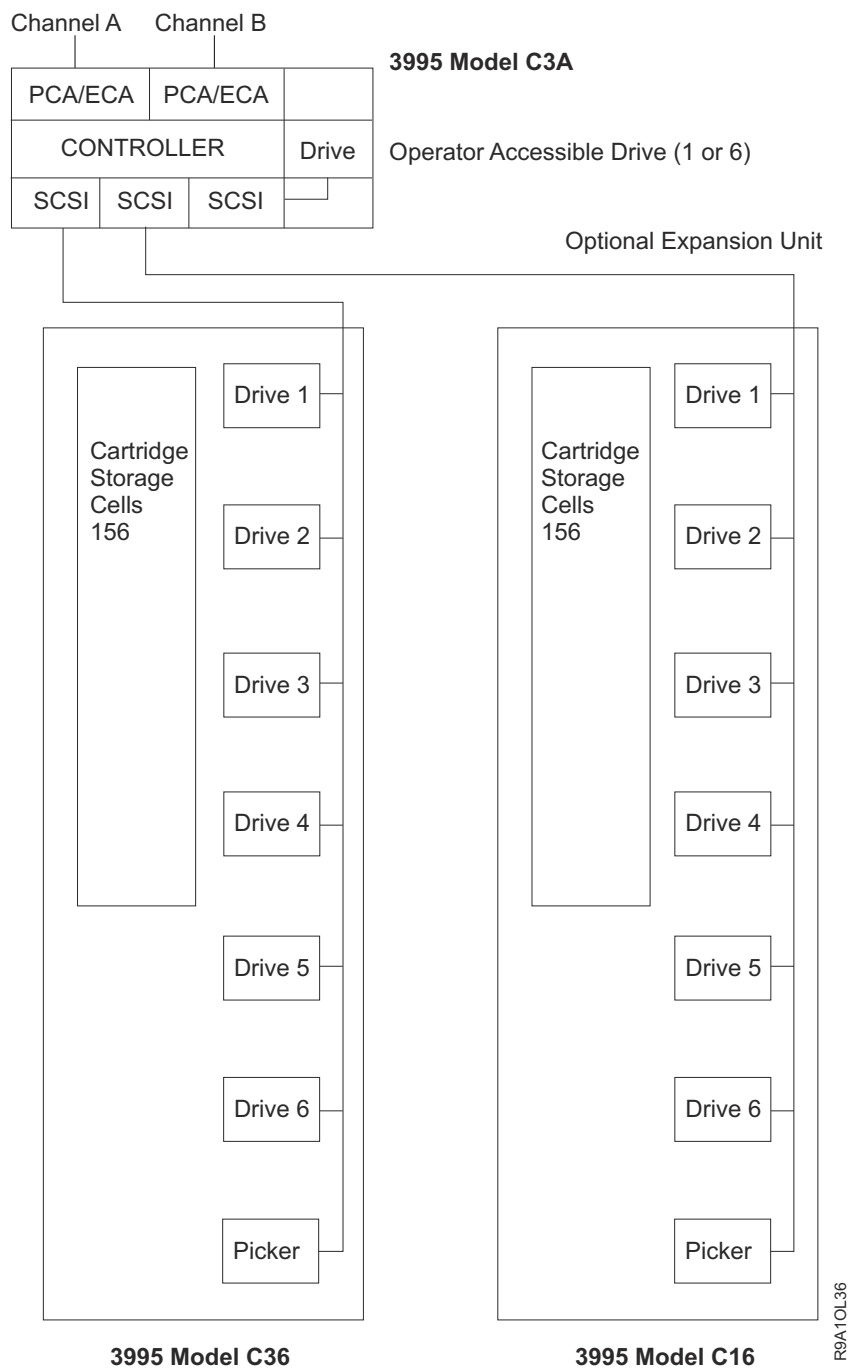 Channel A Channel B
3995 Model C3A
PCA/ECA PCA/ECA
CONTROLLER Drive Operator Accessible Drive (1 or 6)
SCSI SCSI SCSI
Optional Expansion Unit
Cartridge
Storage
Cells
156
Drive 1
Drive 2
Drive 3
Drive 4
Drive 5
Drive 6
Picker
3995 Model C36
Cartridge
Storage
Cells
156
Drive 1
Drive 2
Drive 3
Drive 4
Drive 5
Drive 6
Picker
3995 Model C16
R9A1OL36